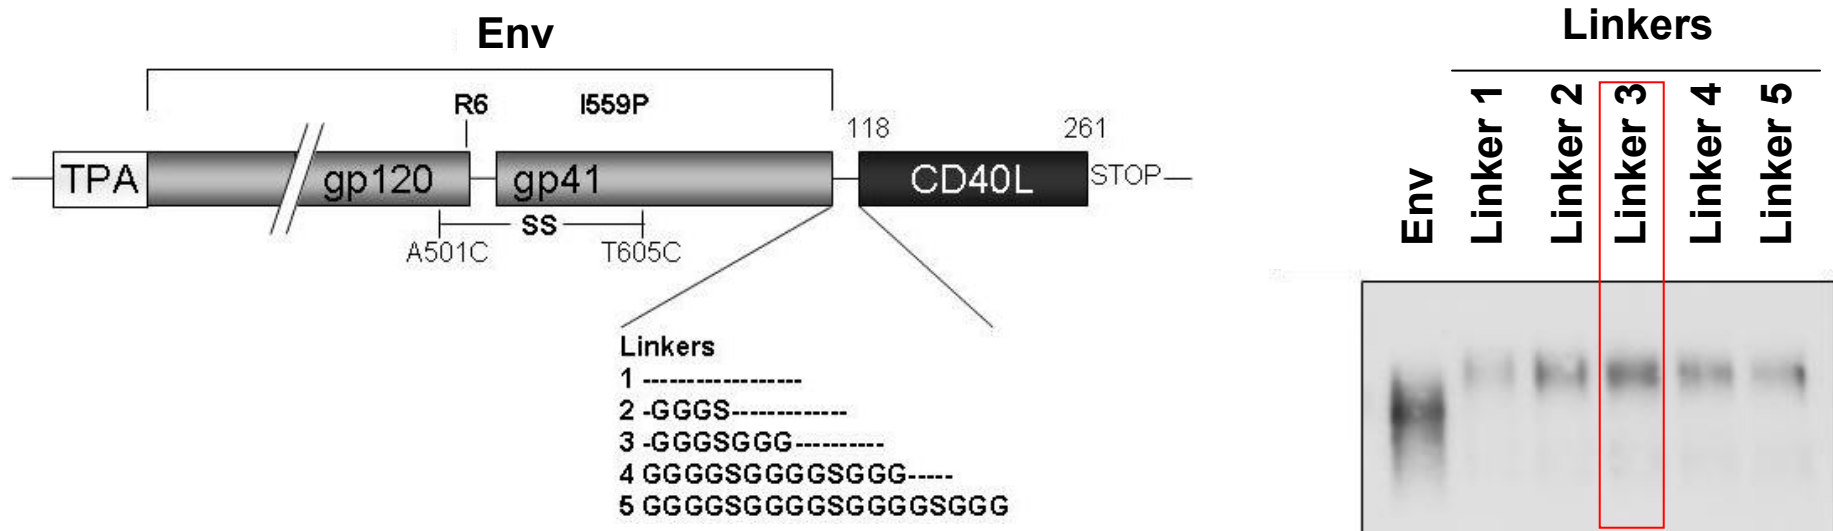 Env
R6
I559P
118
261
TPA
gp120
gp41
CD40L
STOP
SS
A501C
T605C
Linkers
1 ------------------
2 -GGGS-------------
3 -GGGSGGG----------
4 GGGGSGGGGSGGG-----
5 GGGGSGGGGSGGGGSGGG
Linkers
Env
Linker 1
Linker 2
Linker 3
Linker 4
Linker 5